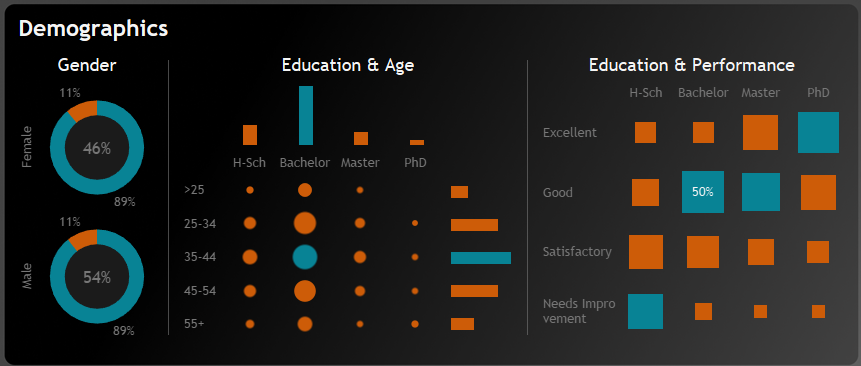 Demographics
Gender
11%
Female
46%
89%
11%
Male
54%
89%
Education & Age
H-Sch Bachelor Master PhD
>25
25-34
35-44
45-54
55+
Education & Performance
H-Sch Bachelor Master PhD
Excellent
Good 50%
Satisfactory
Needs Impro
vement